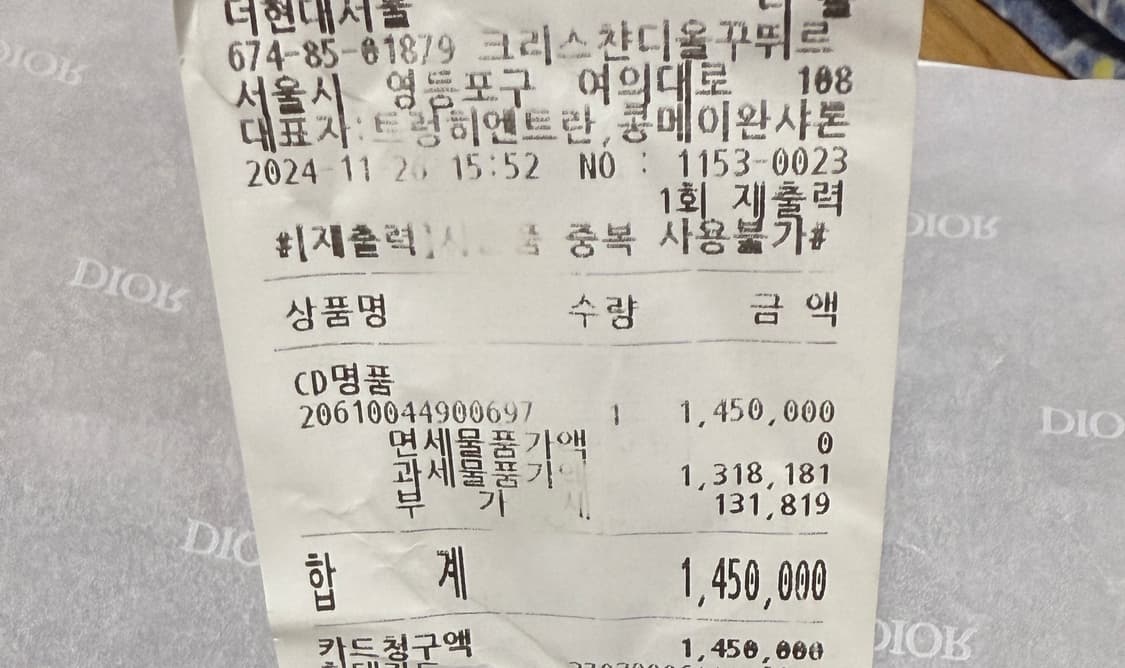 더현대서울
674-85-01879 크리스챤디올꾸뛰르
서울시 영등포구 여의대로 108
대표자:트렁히엔트란,콩메이완샤론
2024-11-26 15:52 NO : 1153-0023
1회 재출력
#[재출력] 중복 사용불가#
상품명 수량 금 액
CD명품
20610044900697 1 1,450,000
면세물품가액 0
과세물품가액 1,318,181
부 가 세 131,819
합 계 1,450,000
카드청구액 1,450,000
DIOR
DIOR
DIOR
DIOR
DIOR
DIOR